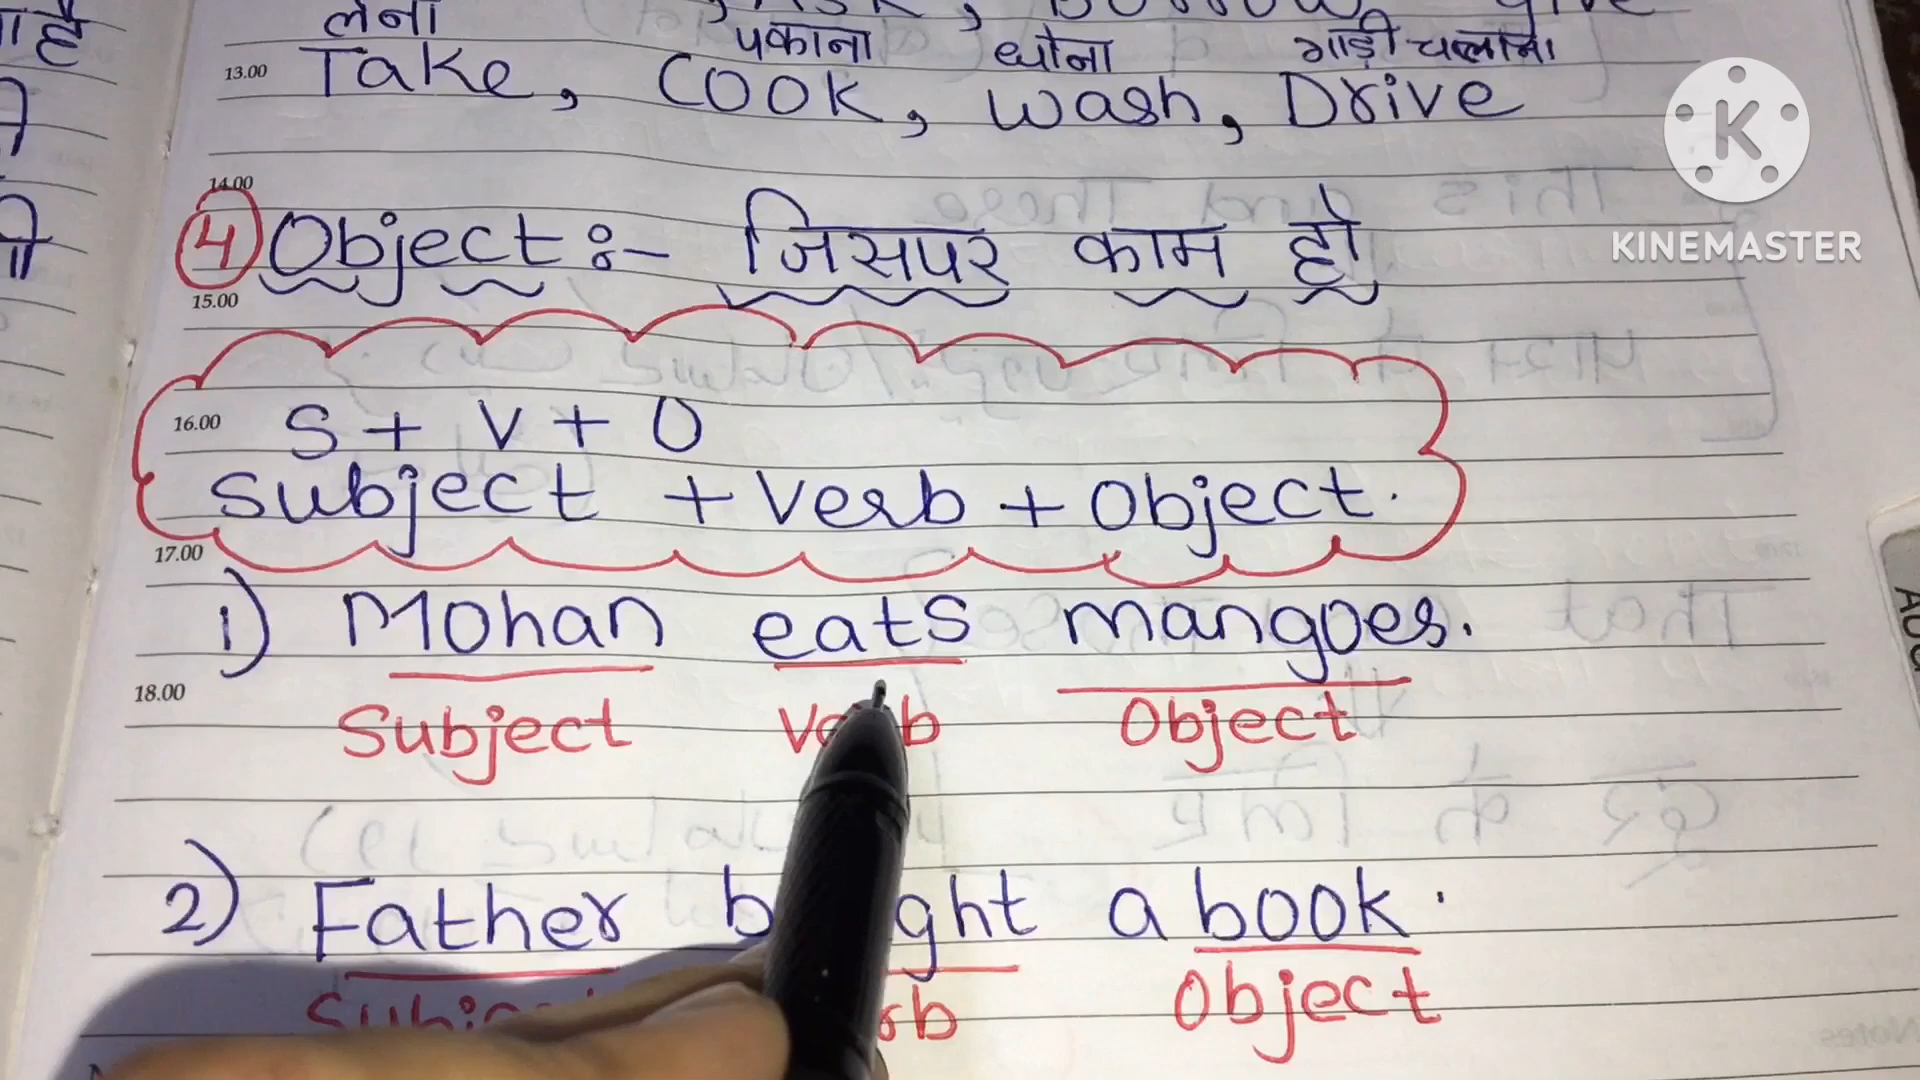 लेना पकाना धोना गाड़ी चलाना
13.00 Take, Cook, wash, Drive
14.00
4 Object :- जिसपर काम हो
15.00
16.00 S + V + O
Subject + Verb + Object.
17.00
1) Mohan eats mangoes.
18.00
Subject Object
2) Father a book.
Object
KINEMASTER